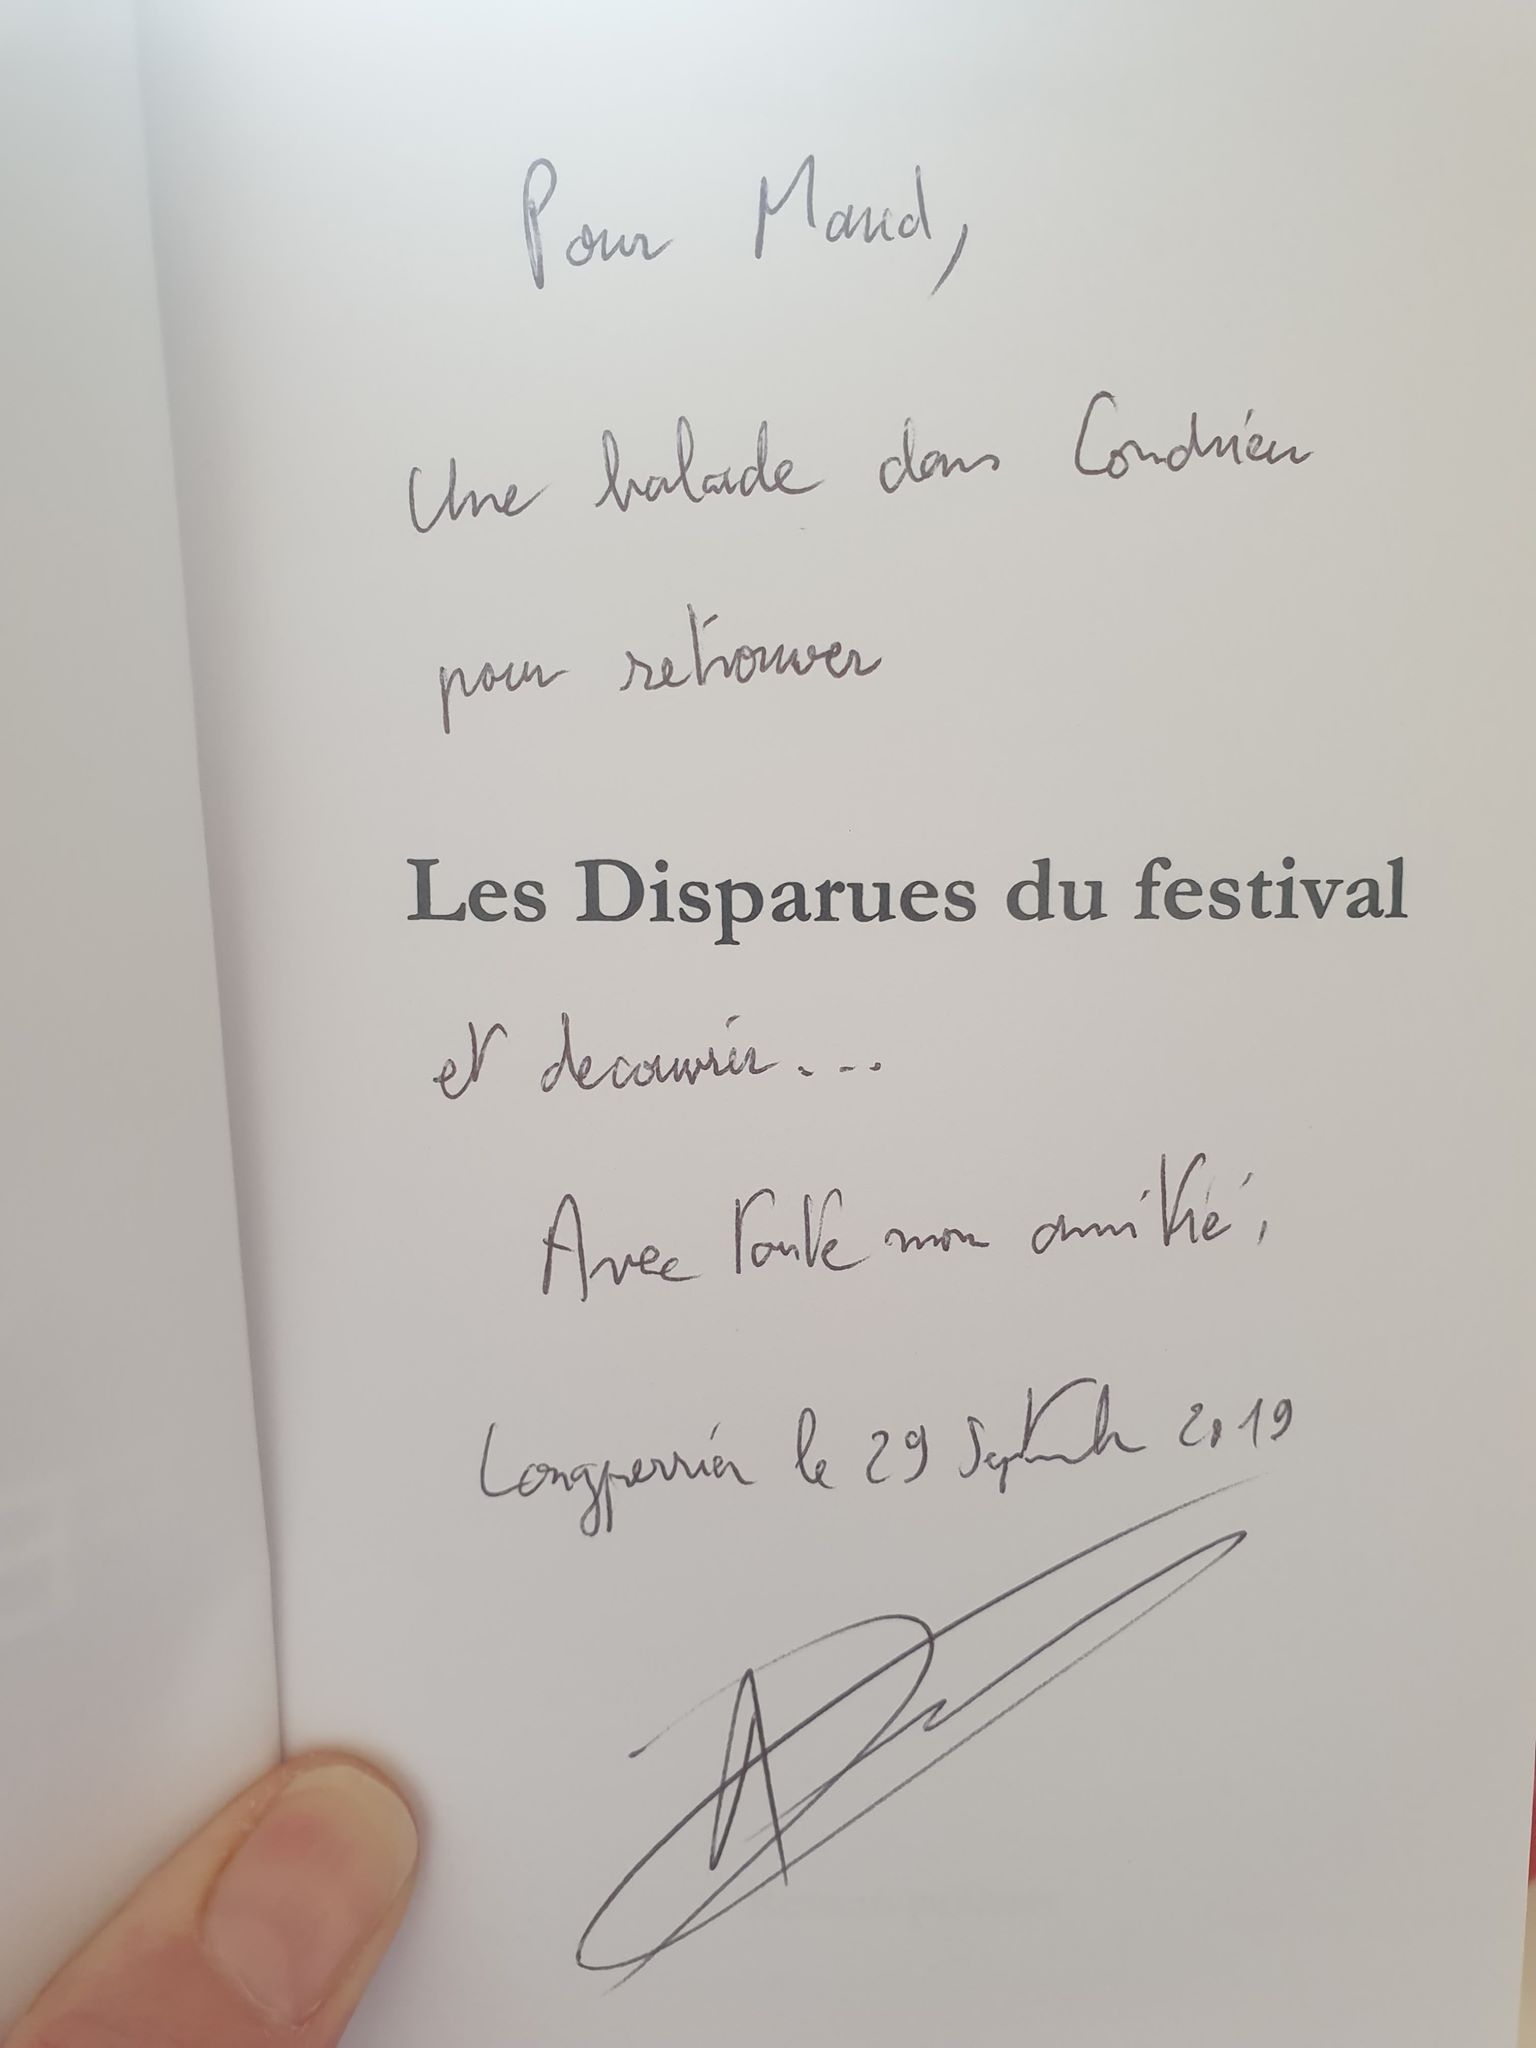 Pour Maud,
Une balade dans Condrieu
pour retrouver
Les Disparues du festival
et decouvrir...
Avec toute mon amitié,
Longperrier le 29 Septembre 2019